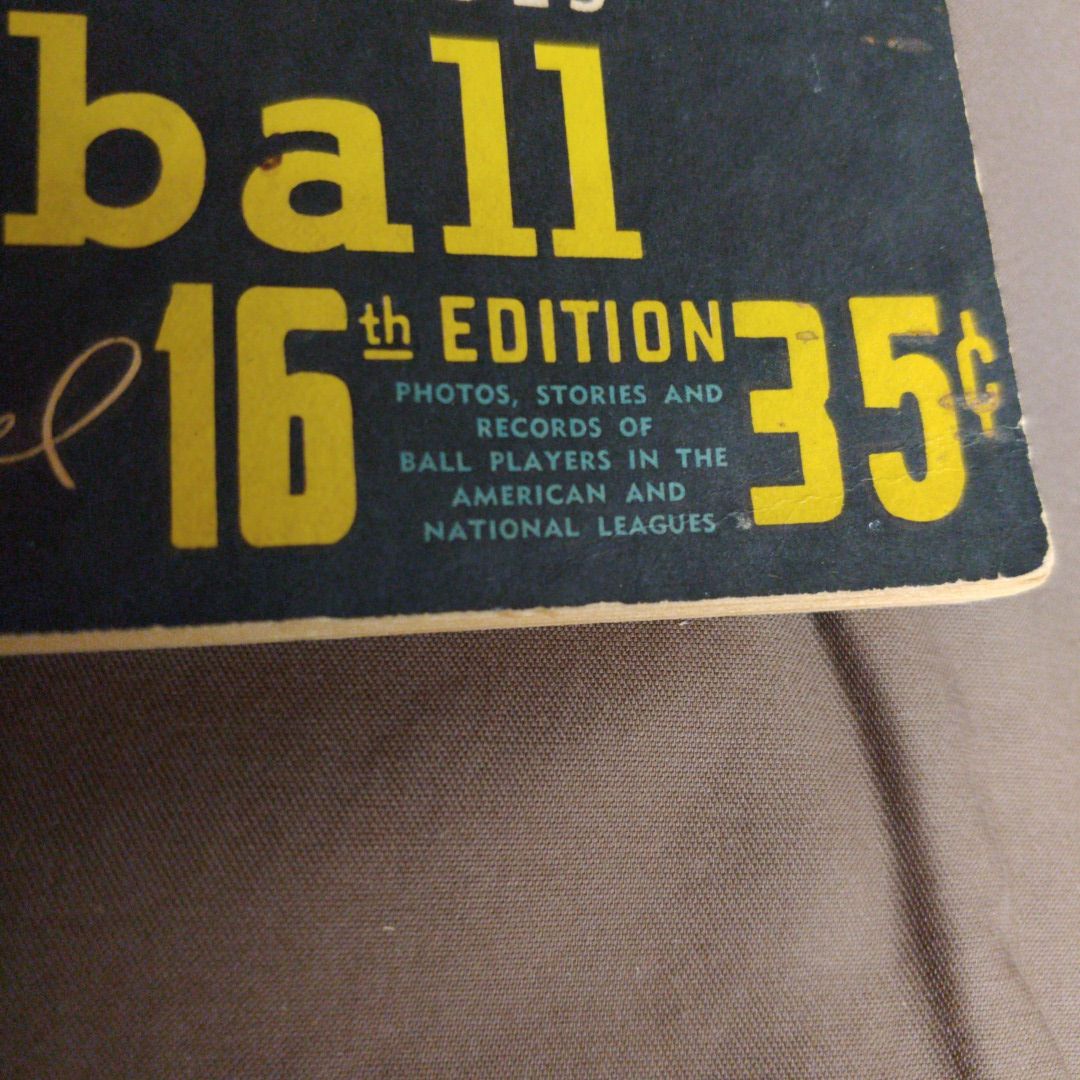 ball
16th EDITION 35¢
PHOTOS, STORIES AND
RECORDS OF
BALL PLAYERS IN THE
AMERICAN AND
NATIONAL LEAGUES